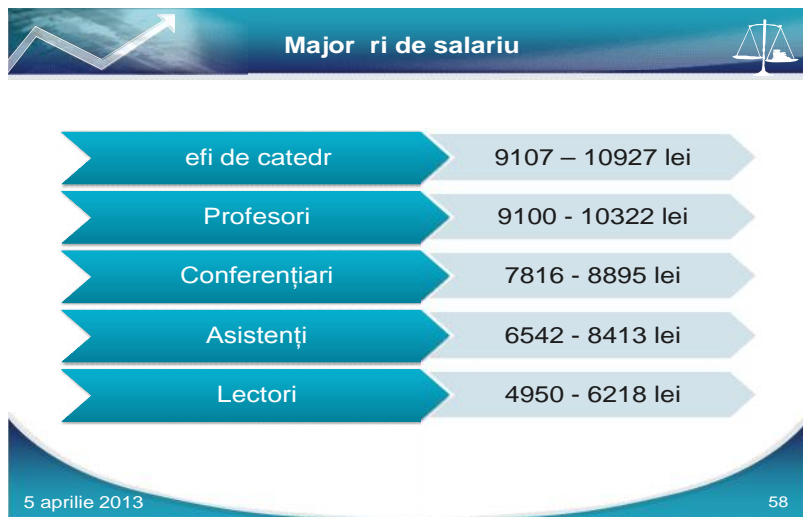 Major ri de salariu
efi de catedr 9107 – 10927 lei
Profesori 9100 - 10322 lei
Conferențiari 7816 - 8895 lei
Asistenți 6542 - 8413 lei
Lectori 4950 - 6218 lei
5 aprilie 2013 58